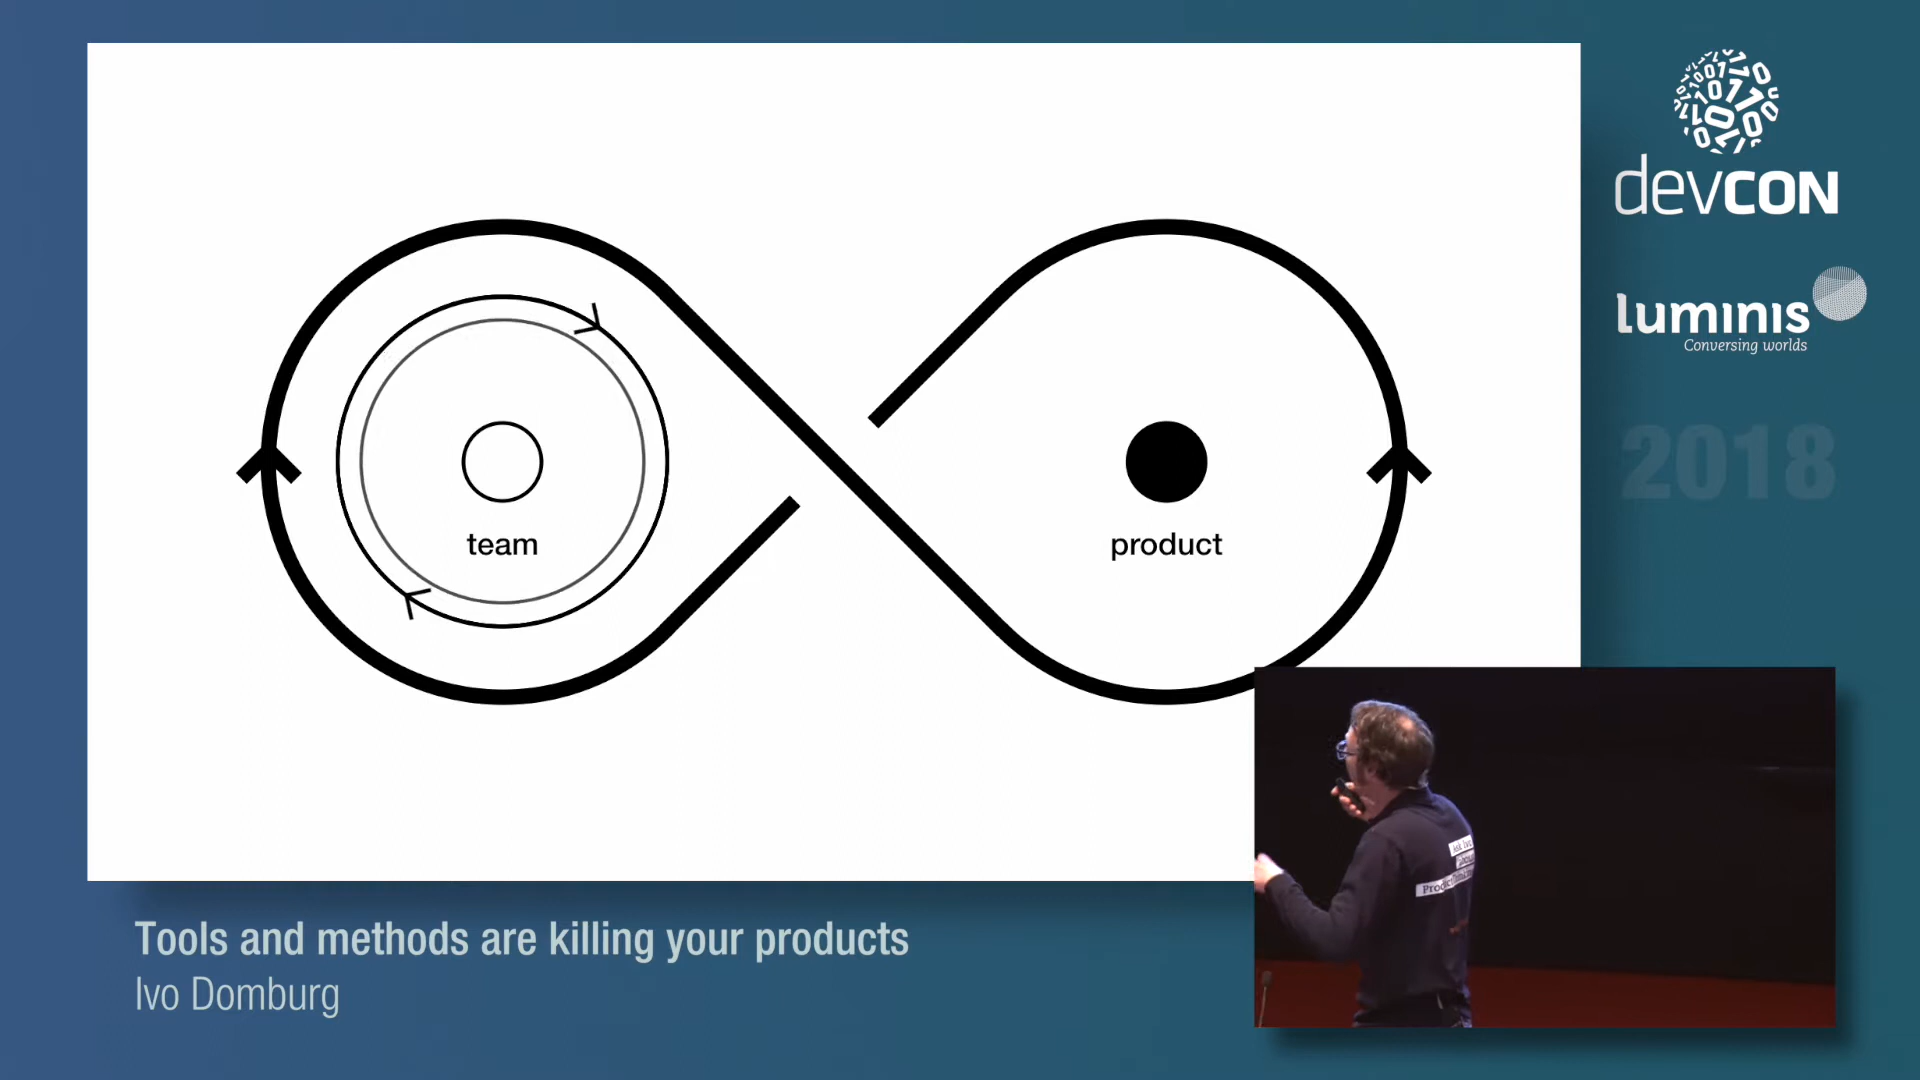 team
product
devCON
luminis
Conversing worlds
2018
Tools and methods are killing your products
Ivo Domburg